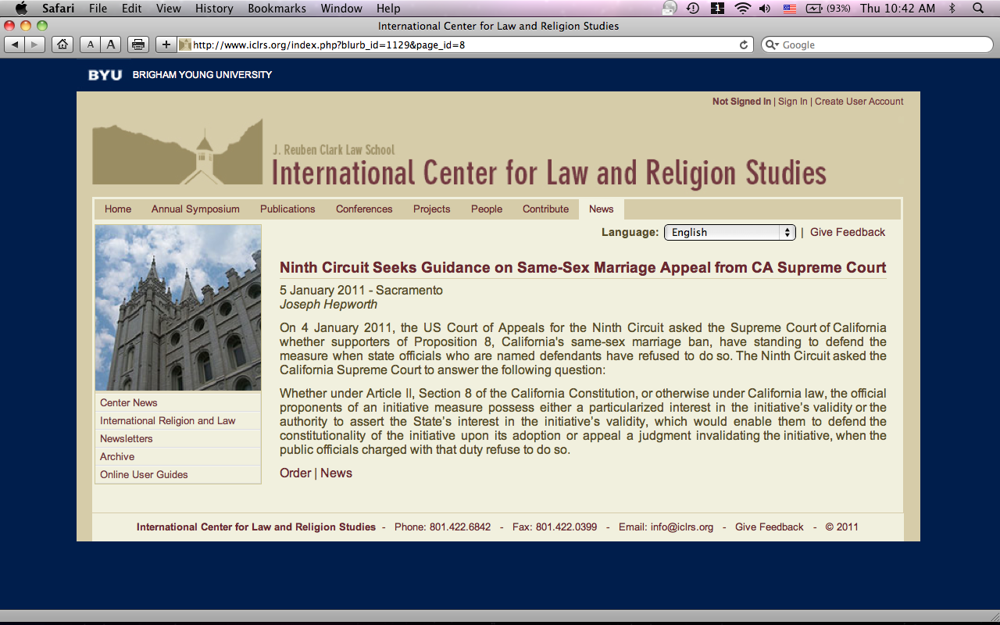 Safari File Edit View History Bookmarks Window Help 1 (93%) Thu 10:42 AM
International Center for Law and Religion Studies
A A + http://www.iclrs.org/index.php?blurb_id=1129&page_id=8 Google
BYU BRIGHAM YOUNG UNIVERSITY
Not Signed In | Sign In | Create User Account
J. Reuben Clark Law School
International Center for Law and Religion Studies
Home Annual Symposium Publications Conferences Projects People Contribute News
Language: English | Give Feedback
Ninth Circuit Seeks Guidance on Same-Sex Marriage Appeal from CA Supreme Court
5 January 2011 - Sacramento
Joseph Hepworth
On 4 January 2011, the US Court of Appeals for the Ninth Circuit asked the Supreme Court of California
whether supporters of Proposition 8, California's same-sex marriage ban, have standing to defend the
measure when state officials who are named defendants have refused to do so. The Ninth Circuit asked the
California Supreme Court to answer the following question:
Whether under Article II, Section 8 of the California Constitution, or otherwise under California law, the official
proponents of an initiative measure possess either a particularized interest in the initiative’s validity or the
authority to assert the State’s interest in the initiative’s validity, which would enable them to defend the
constitutionality of the initiative upon its adoption or appeal a judgment invalidating the initiative, when the
public officials charged with that duty refuse to do so.
Order | News
Center News
International Religion and Law
Newsletters
Archive
Online User Guides
International Center for Law and Religion Studies - Phone: 801.422.6842 - Fax: 801.422.0399 - Email: info@iclrs.org - Give Feedback - © 2011